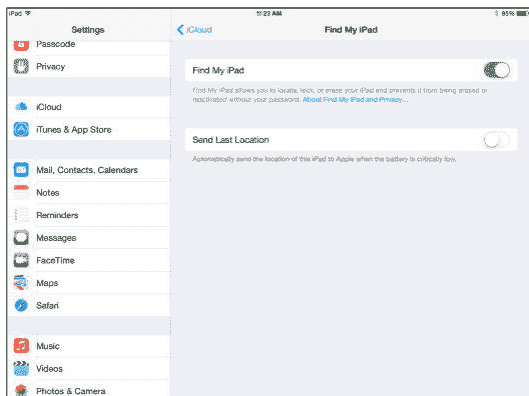 iPad
11:23 AM
85%
Settings
iCloud
Find My iPad
Passcode
Privacy
iCloud
iTunes & App Store
Mail, Contacts, Calendars
Notes
Reminders
Messages
FaceTime
Maps
Safari
Music
Videos
Photos & Camera
Find My iPad
Find My iPad allows you to locate, lock, or erase your iPad and prevents it from being erased or
reactivated without your password. About Find My iPad and Privacy...
Send Last Location
Automatically send the location of this iPad to Apple when the battery is critically low.